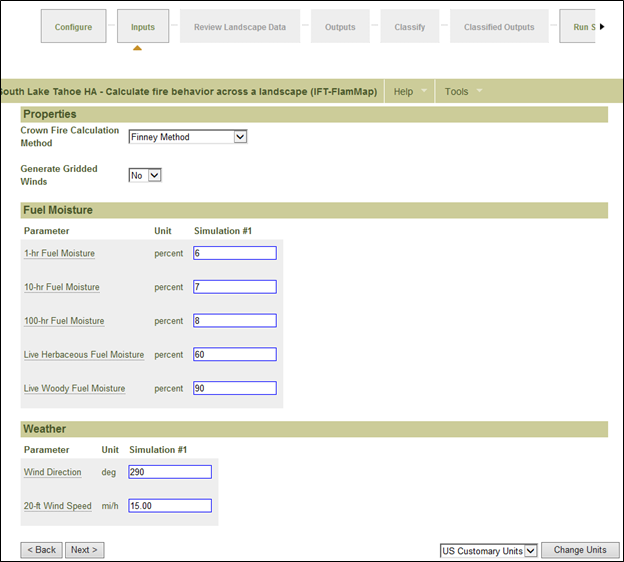 Configure
Inputs
Review Landscape Data
Outputs
Classify
Classified Outputs
Run S
South Lake Tahoe HA - Calculate fire behavior across a landscape (IFT-FlamMap)
Help
Tools
Properties
Crown Fire Calculation
Method
Finney Method
Generate Gridded
Winds
No
Fuel Moisture
Parameter Unit Simulation #1
1-hr Fuel Moisture percent 6
10-hr Fuel Moisture percent 7
100-hr Fuel Moisture percent 8
Live Herbaceous Fuel Moisture percent 60
Live Woody Fuel Moisture percent 90
Weather
Parameter Unit Simulation #1
Wind Direction deg 290
20-ft Wind Speed mi/h 15.00
< Back Next > US Customary Units Change Units